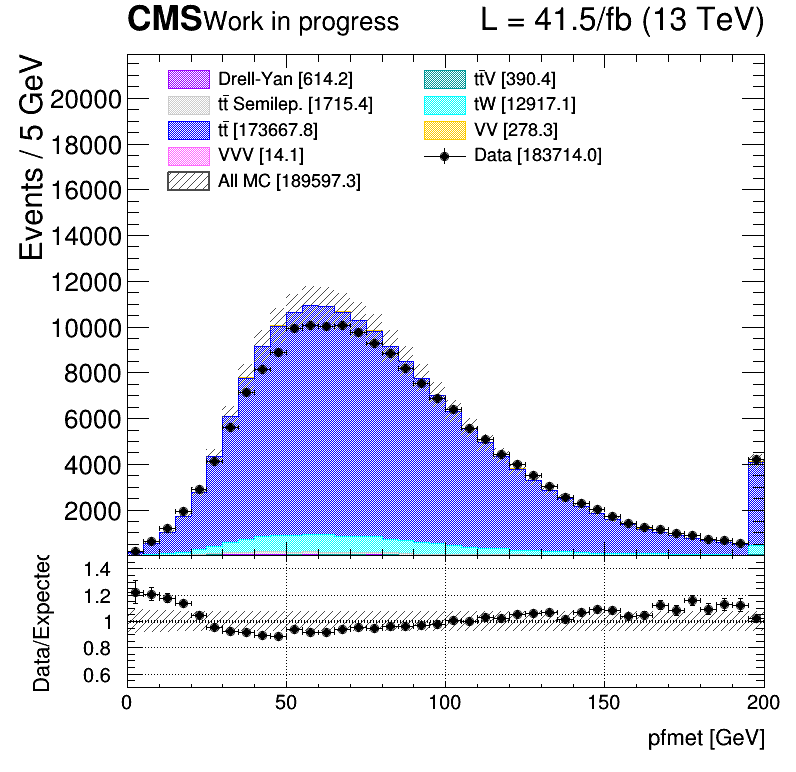 CMS Work in progress L = 41.5/fb (13 TeV)
Events / 5 GeV
20000
18000
16000
14000
12000
10000
8000
6000
4000
2000
Drell-Yan [614.2]
tt̄ Semilep. [1715.4]
tt̄ [173667.8]
VVV [14.1]
All MC [189597.3]
tt̄V [390.4]
tW [12917.1]
VV [278.3]
Data [183714.0]
Data/Expected
1.4
1.2
1
0.8
0.6
0 50 100 150 200
pfmet [GeV]